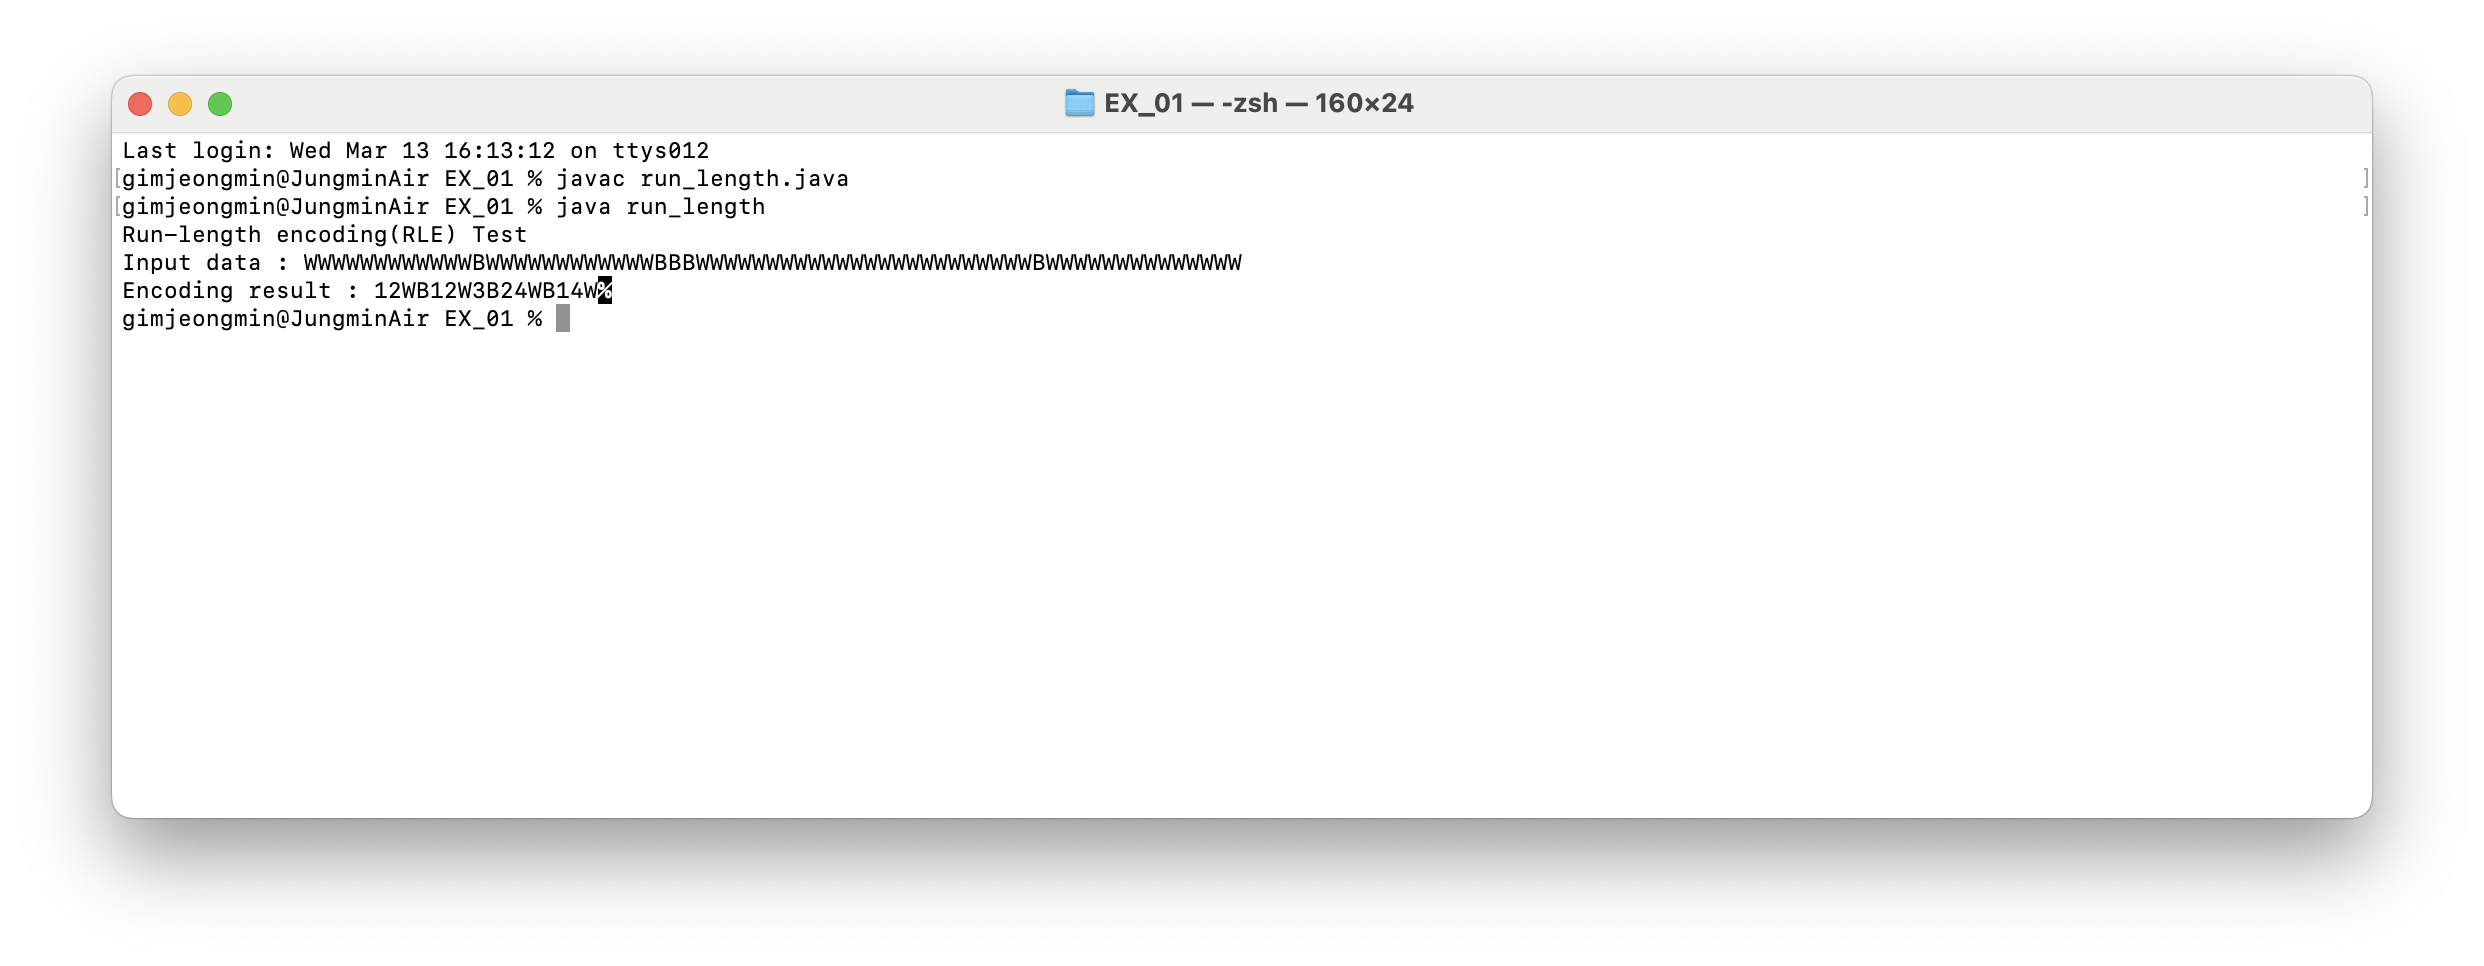 EX_01 — -zsh — 160×24
Last login: Wed Mar 13 16:13:12 on ttys012
[gimjeongmin@JungminAir EX_01 % javac run_length.java ]
[gimjeongmin@JungminAir EX_01 % java run_length ]
Run-length encoding(RLE) Test
Input data : WWWWWWWWWWWWBWWWWWWWWWWWWBBBWWWWWWWWWWWWWWWWWWWWWWWWBWWWWWWWWWWWWWW
Encoding result : 12WB12W3B24WB14W%
gimjeongmin@JungminAir EX_01 %